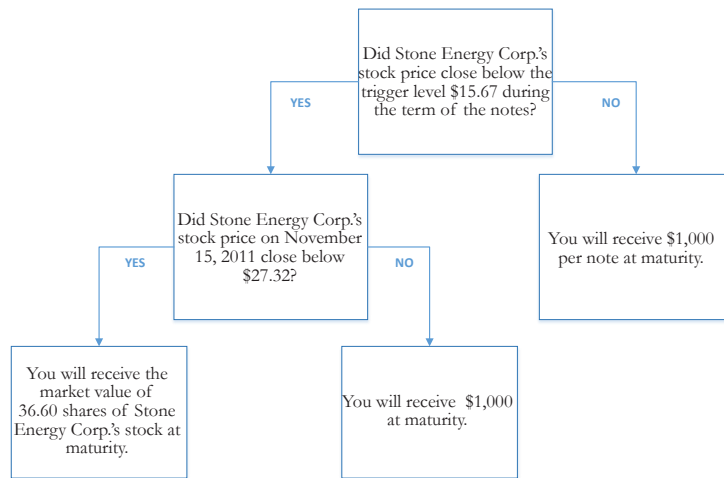 Did Stone Energy Corp.'s
stock price close below the
trigger level $15.67 during
the term of the notes?
YES
NO
Did Stone Energy Corp.'s
stock price on November
15, 2011 close below
$27.32?
You will receive $1,000
per note at maturity.
YES
NO
You will receive the
market value of
36.60 shares of Stone
Energy Corp.'s stock at
maturity.
You will receive $1,000
at maturity.